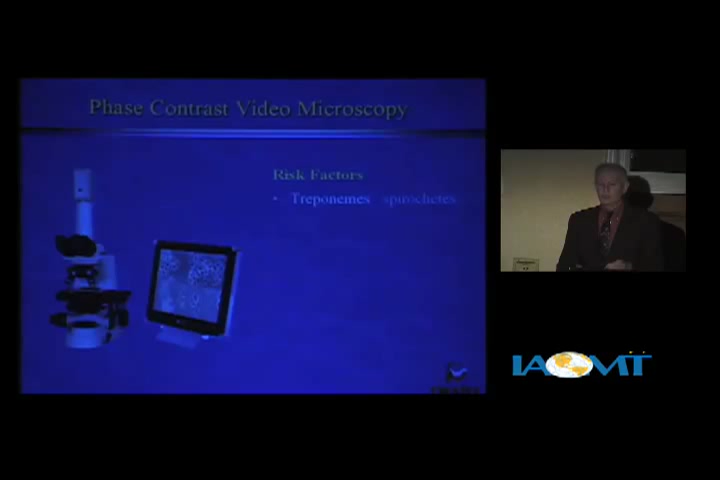 Phase Contrast Video Microscopy
Risk Factors
• Treponemes spirochetes
IAOMT